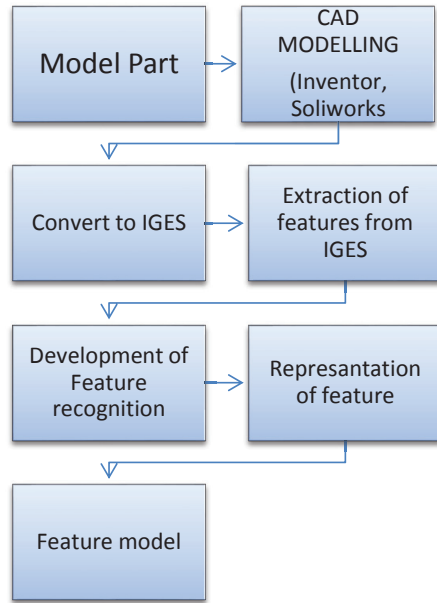 Model Part
CAD
MODELLING
(Inventor,
Soliworks
Convert to IGES
Extraction of
features from
IGES
Development of
Feature
recognition
Represantation
of feature
Feature model